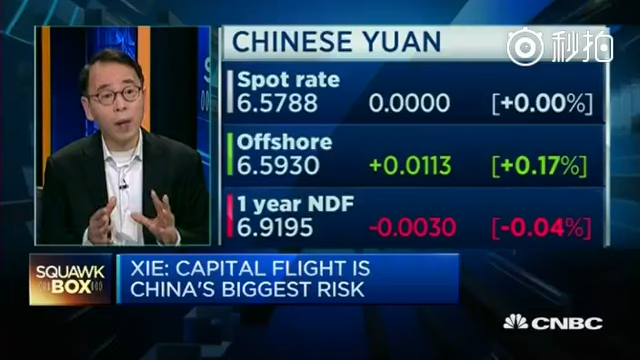 CHINESE YUAN
秒拍
Spot rate
6.5788 0.0000 [+0.00%]
Offshore
6.5930 +0.0113 [+0.17%]
1 year NDF
6.9195 -0.0030 [-0.04%]
SQUAWK
BOX
XIE: CAPITAL FLIGHT IS
CHINA'S BIGGEST RISK
CNBC